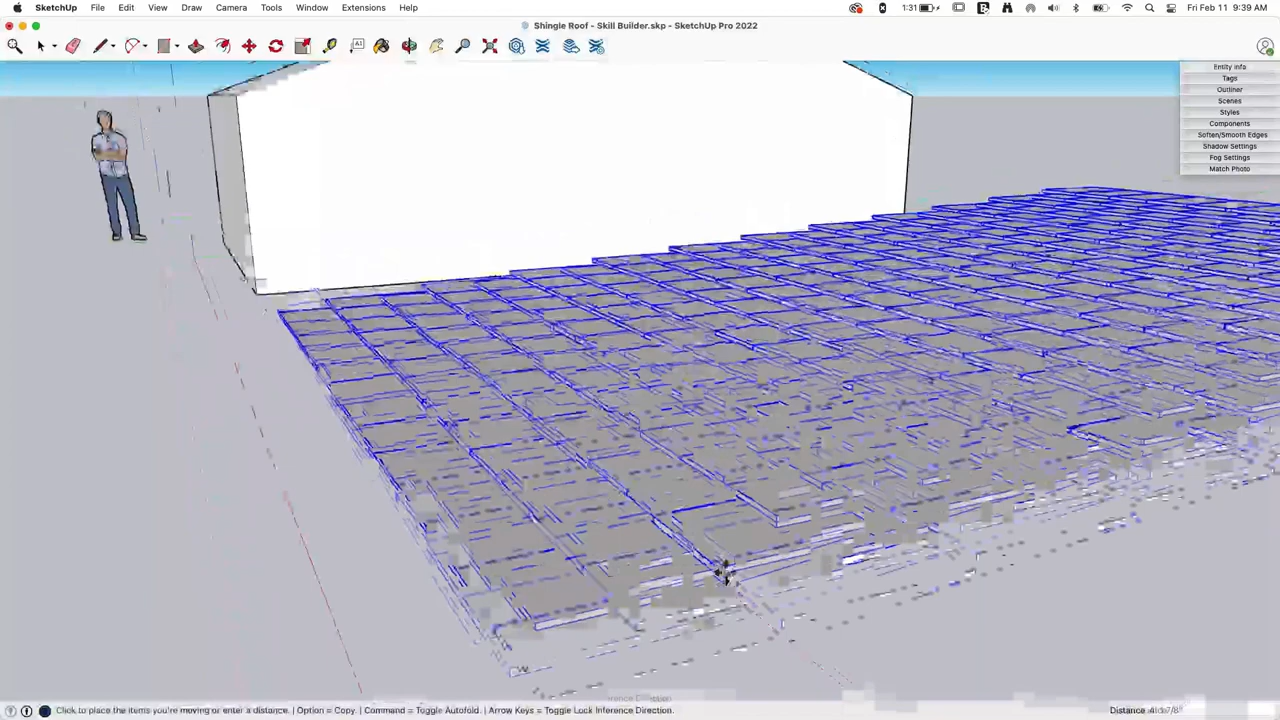 SketchUp File Edit View Draw Camera Tools Window Extensions Help 1:31 Fri Feb 11 9:39 AM
Shingle Roof - Skill Builder.skp - SketchUp Pro 2022
Entity Info
Tags
Outliner
Scenes
Styles
Components
Soften/Smooth Edges
Shadow Settings
Fog Settings
Match Photo
Click to place the items you're moving or enter a distance. | Option = Copy. | Command = Toggle Autofold. | Arrow Keys = Toggle Lock Inference Direction. Distance